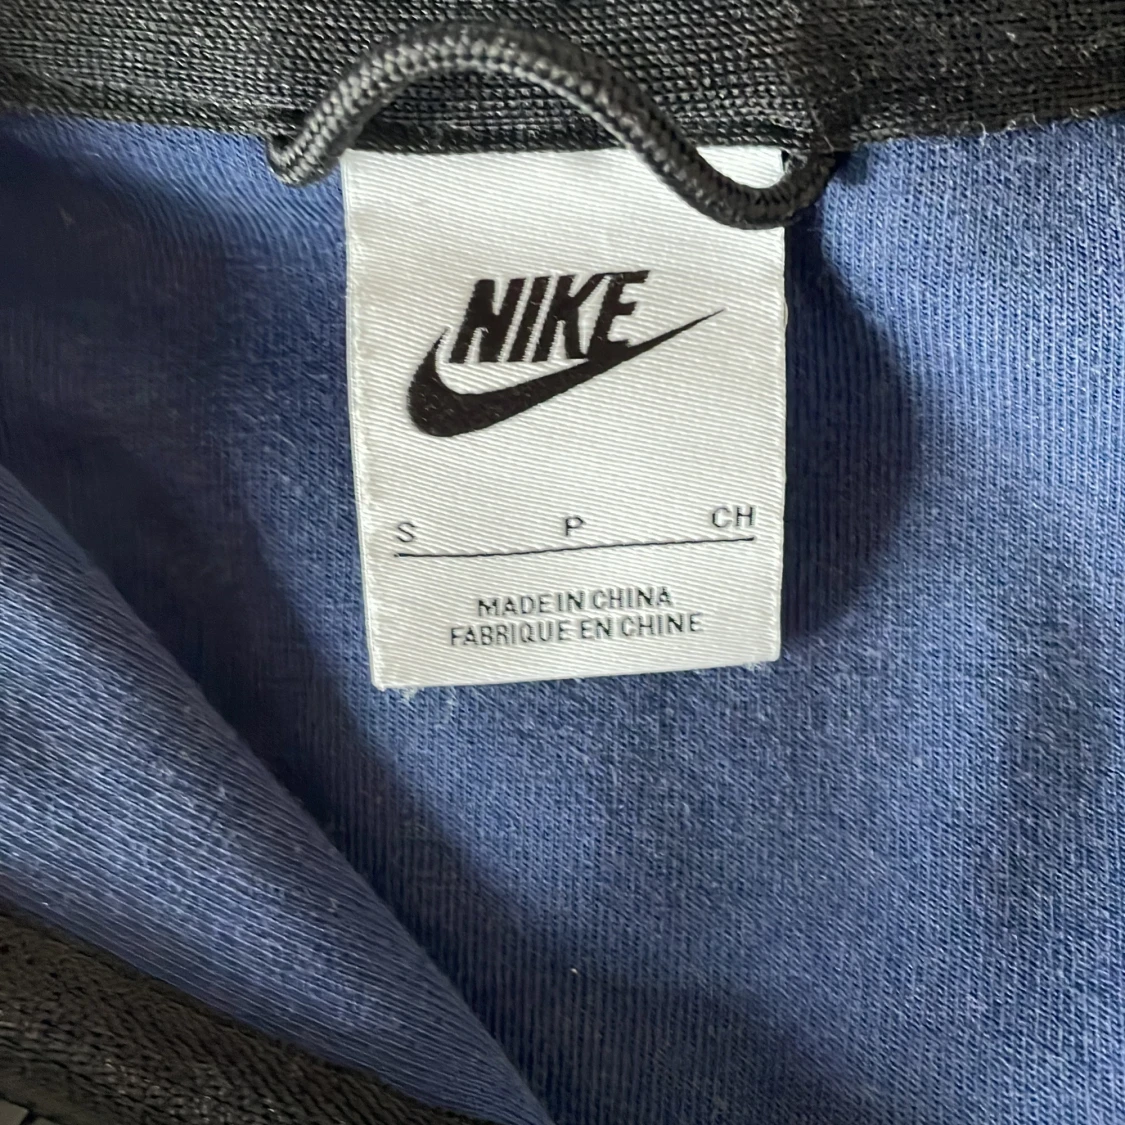 NIKE
S P CH
MADE IN CHINA
FABRIQUE EN CHINE